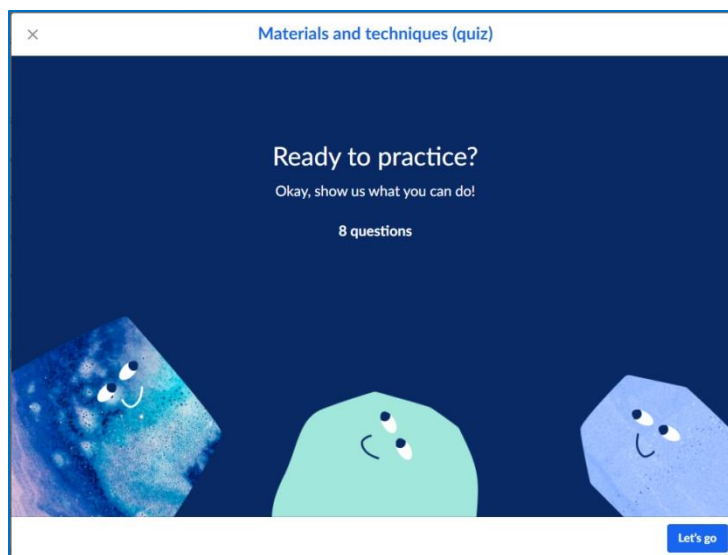 Materials and techniques (quiz)
Ready to practice?
Okay, show us what you can do!
8 questions
Let's go